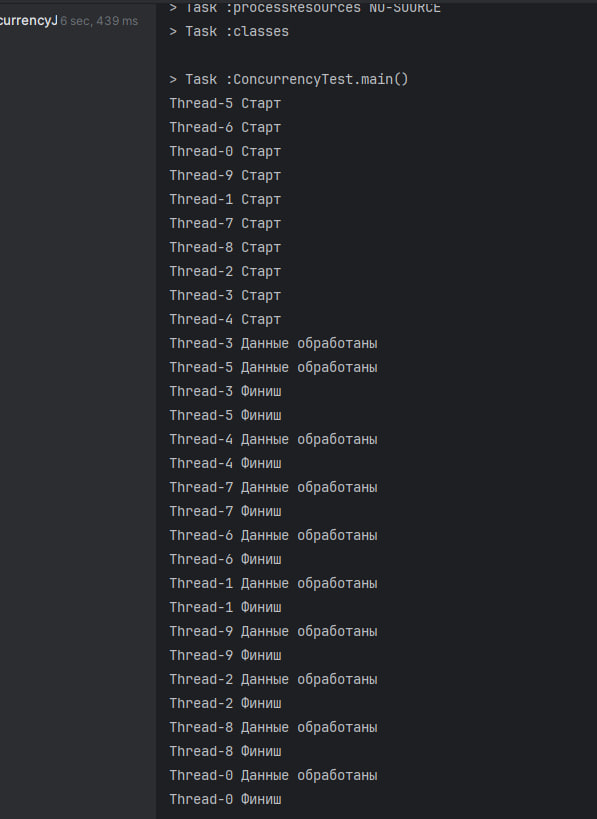 currencyJ 6 sec, 439 ms
> Task :processResources NO-SOURCE
> Task :classes
> Task :ConcurrencyTest.main()
Thread-5 Старт
Thread-6 Старт
Thread-0 Старт
Thread-9 Старт
Thread-1 Старт
Thread-7 Старт
Thread-8 Старт
Thread-2 Старт
Thread-3 Старт
Thread-4 Старт
Thread-3 Данные обработаны
Thread-5 Данные обработаны
Thread-3 Финиш
Thread-5 Финиш
Thread-4 Данные обработаны
Thread-4 Финиш
Thread-7 Данные обработаны
Thread-7 Финиш
Thread-6 Данные обработаны
Thread-6 Финиш
Thread-1 Данные обработаны
Thread-1 Финиш
Thread-9 Данные обработаны
Thread-9 Финиш
Thread-2 Данные обработаны
Thread-2 Финиш
Thread-8 Данные обработаны
Thread-8 Финиш
Thread-0 Данные обработаны
Thread-0 Финиш